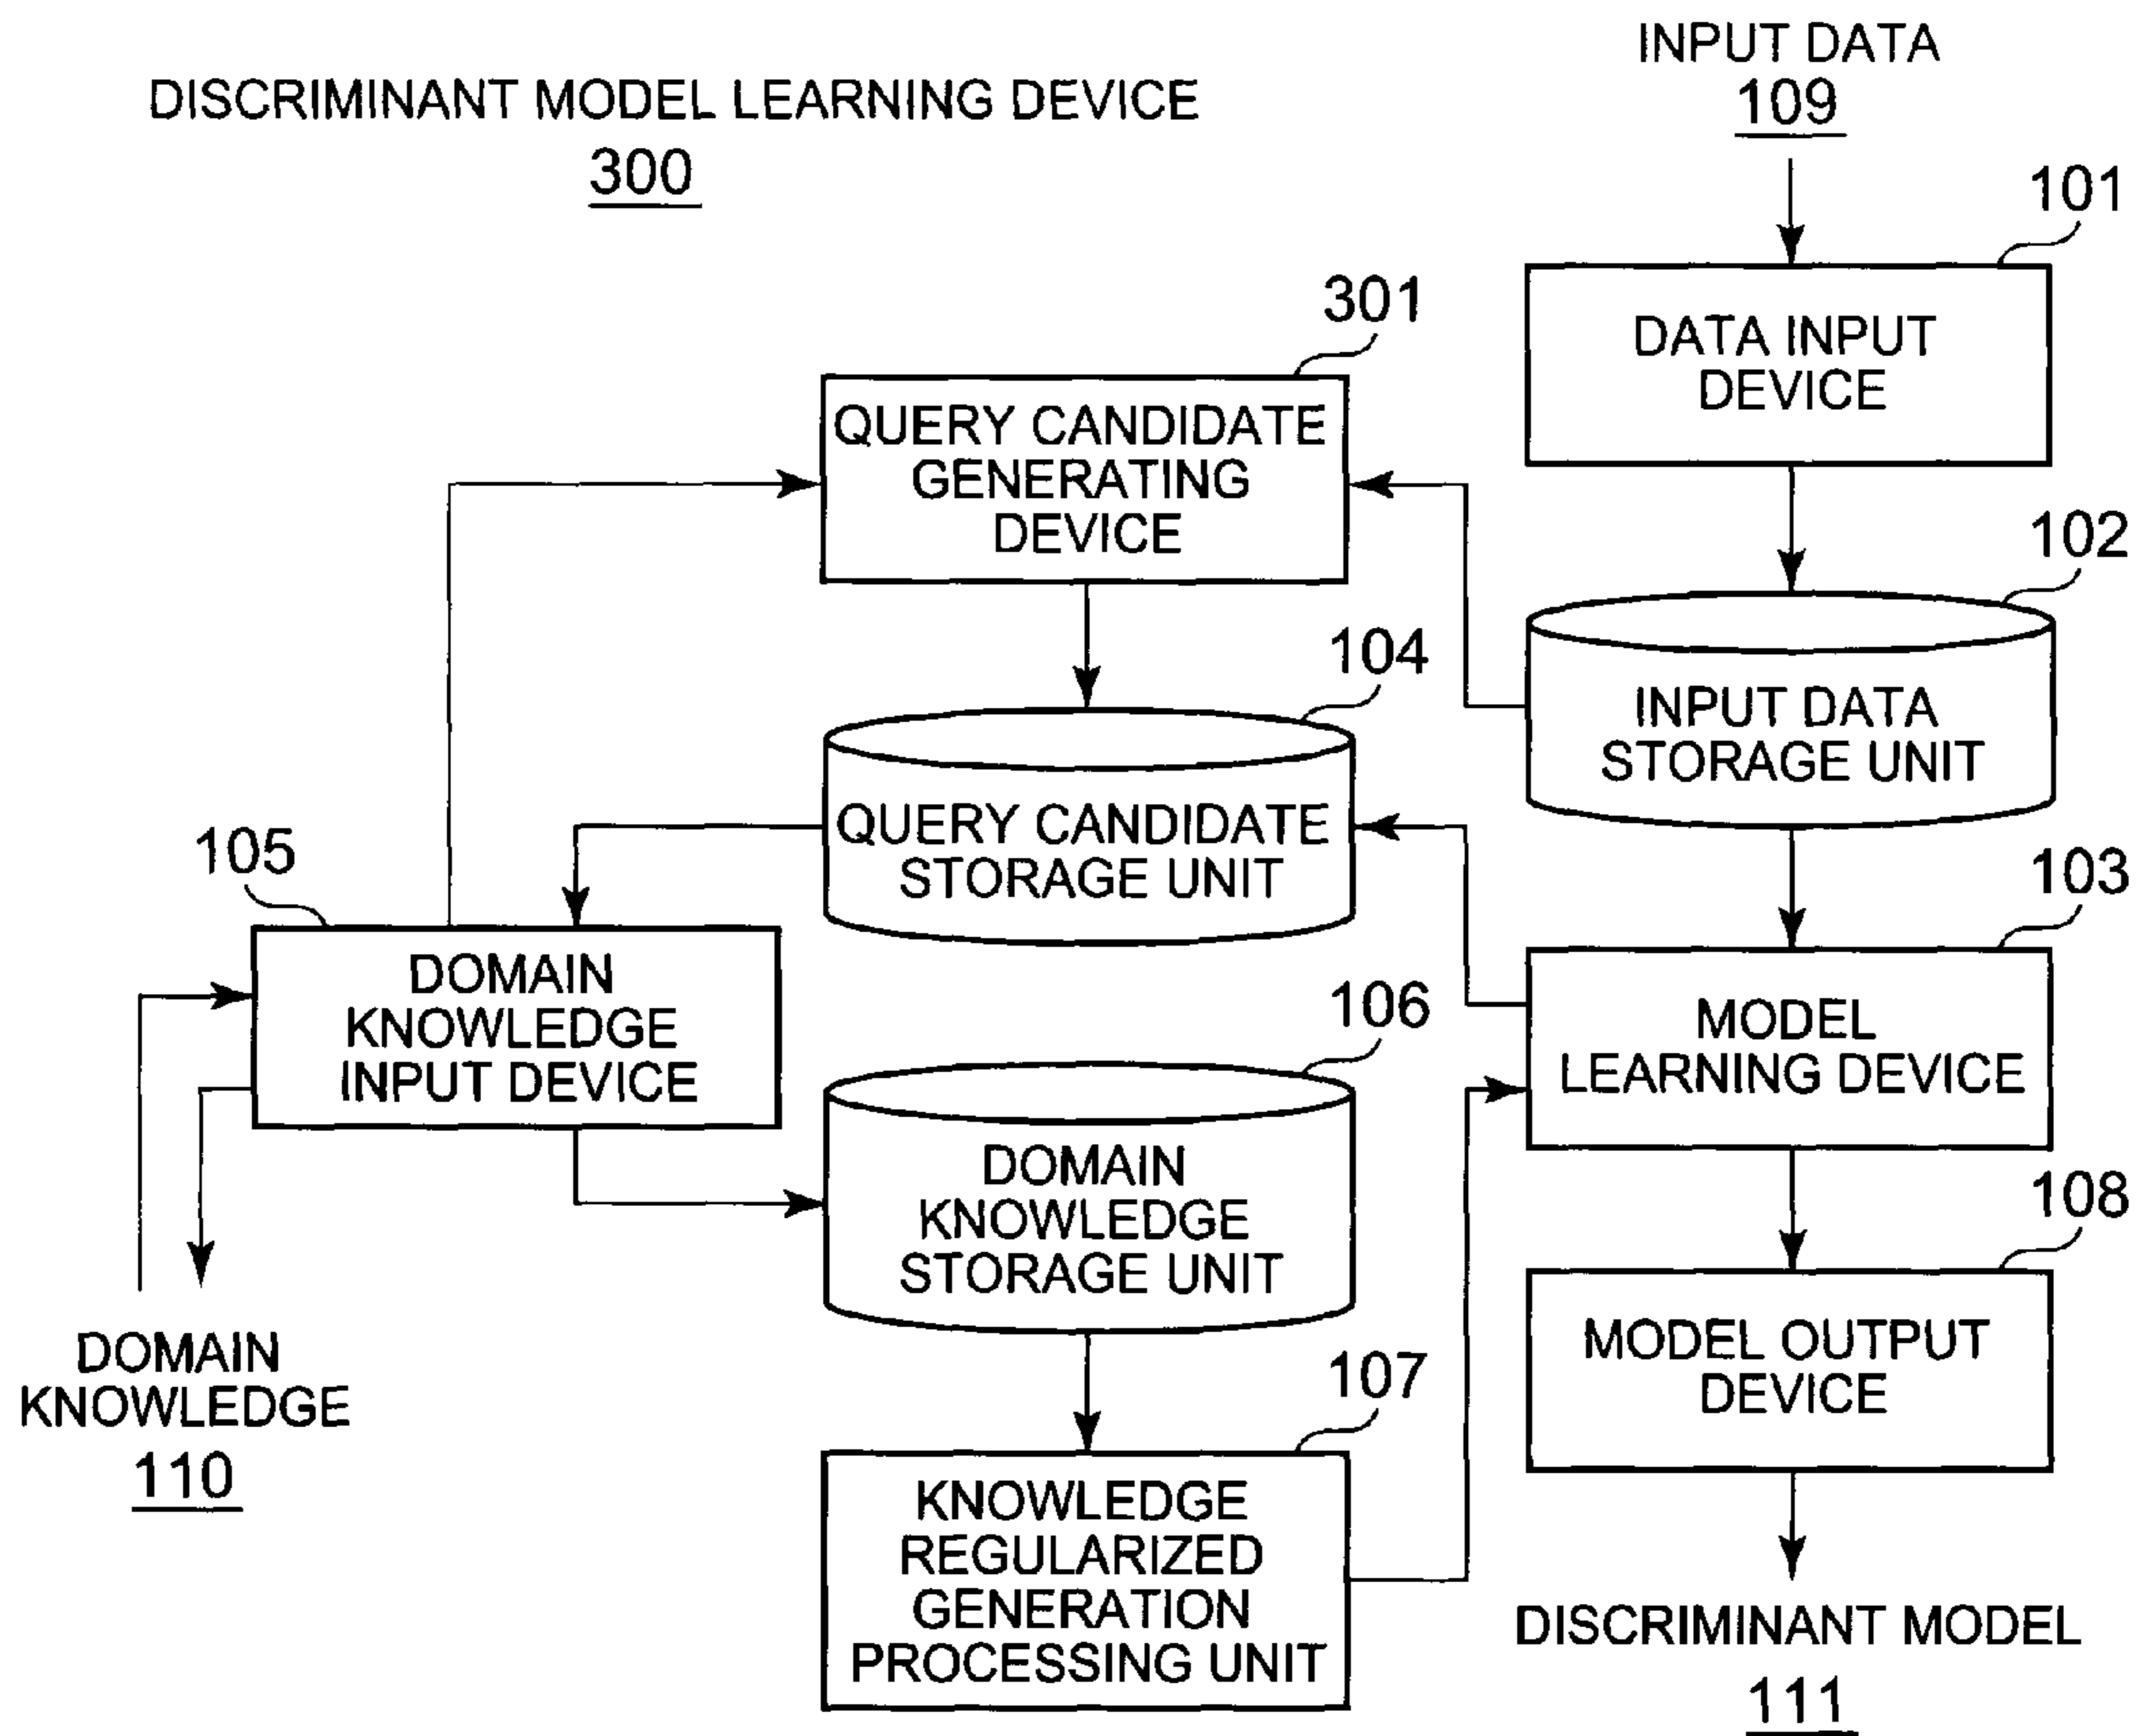 DISCRIMINANT MODEL LEARNING DEVICE
300
INPUT DATA
109
101
DATA INPUT
DEVICE
301
QUERY CANDIDATE
GENERATING
DEVICE
102
INPUT DATA
STORAGE UNIT
104
QUERY CANDIDATE
STORAGE UNIT
105
DOMAIN
KNOWLEDGE
INPUT DEVICE
103
MODEL
LEARNING DEVICE
106
DOMAIN
KNOWLEDGE
STORAGE UNIT
108
MODEL OUTPUT
DEVICE
DOMAIN
KNOWLEDGE
110
107
KNOWLEDGE
REGULARIZED
GENERATION
PROCESSING UNIT
DISCRIMINANT MODEL
111